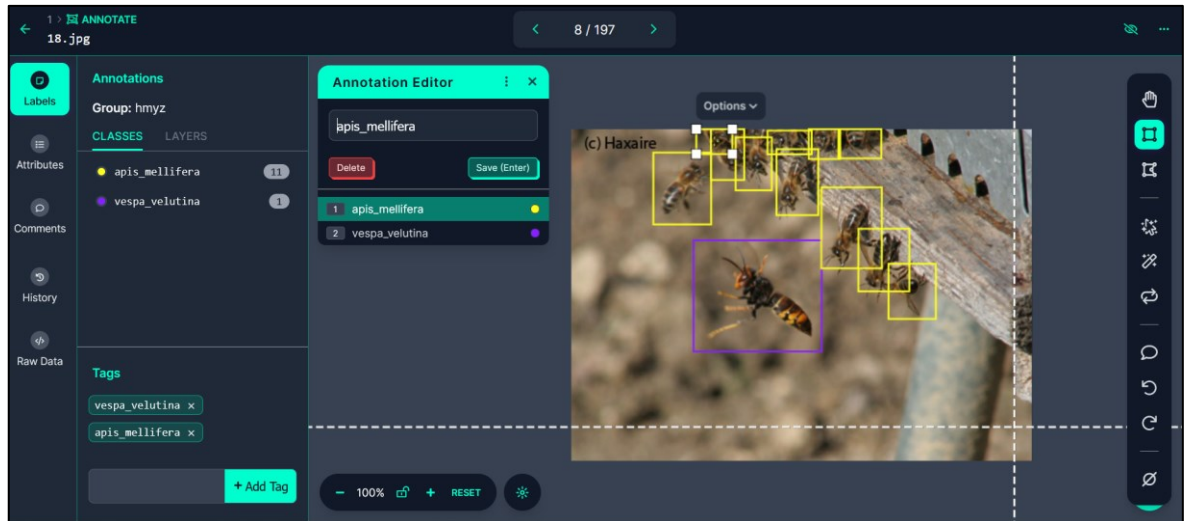 1 > ANNOTATE
18.jpg
8 / 197
Labels
Attributes
Comments
History
Raw Data
Annotations
Group: hmyz
CLASSES LAYERS
apis_mellifera 11
vespa_velutina 1
Tags
vespa_velutina ×
apis_mellifera ×
+ Add Tag
Annotation Editor
apis_mellifera
Delete Save (Enter)
1 apis_mellifera
2 vespa_velutina
Options
(c) Haxaire
− 100% + RESET